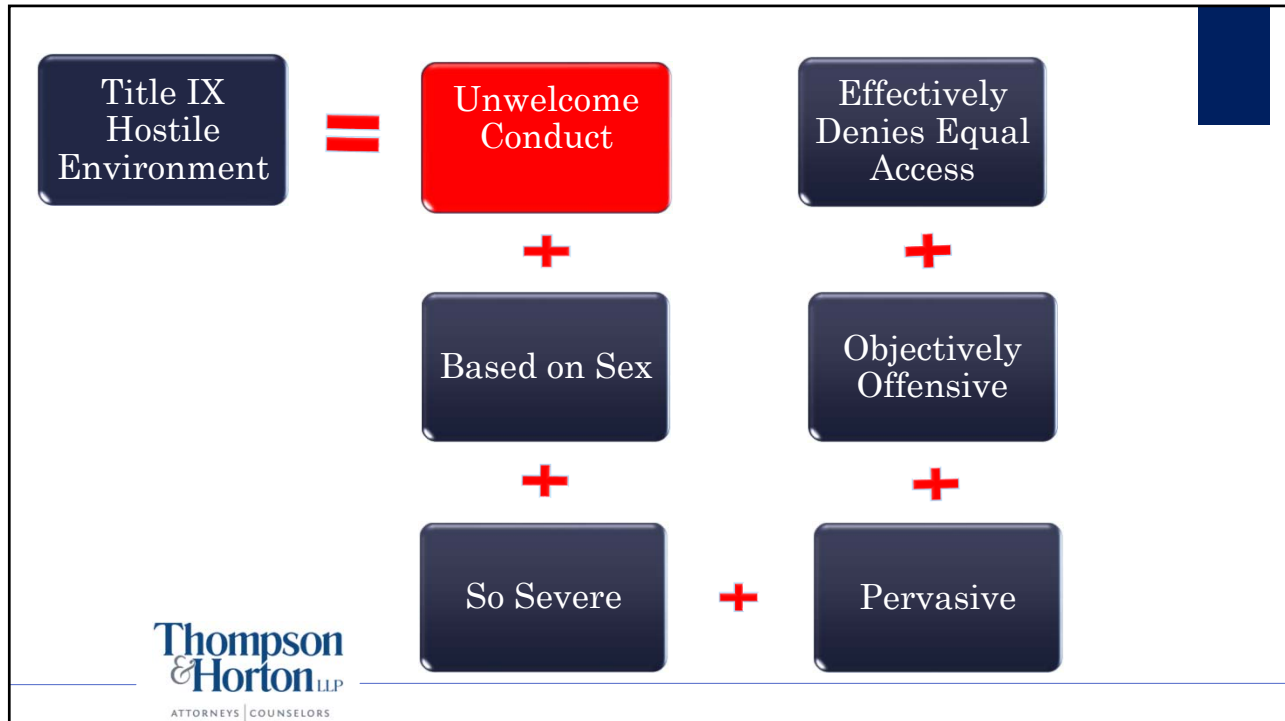 Title IX
Hostile
Environment
=
Unwelcome
Conduct
+
Based on Sex
+
So Severe
+
Pervasive
+
Objectively
Offensive
+
Effectively
Denies Equal
Access
Thompson
&Horton LLP
ATTORNEYS | COUNSELORS